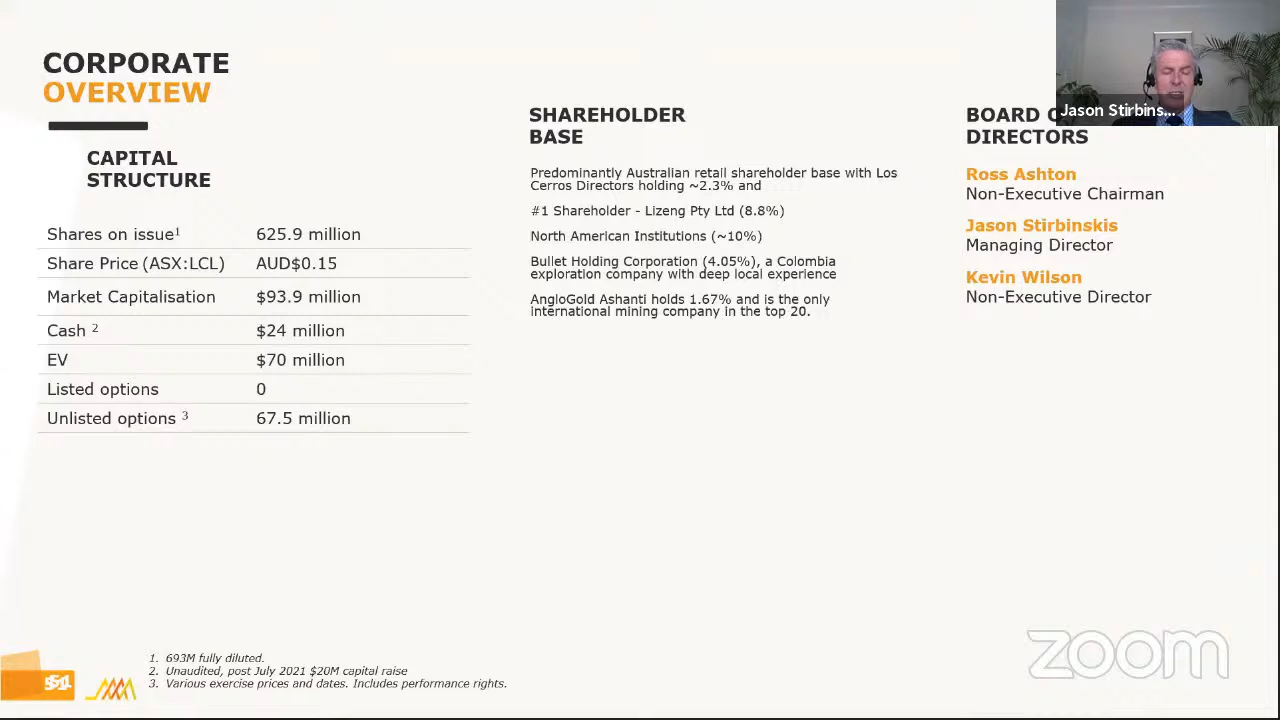 CORPORATE
OVERVIEW
CAPITAL
STRUCTURE
Shares on issue1 625.9 million
Share Price (ASX:LCL) AUD$0.15
Market Capitalisation $93.9 million
Cash 2 $24 million
EV $70 million
Listed options 0
Unlisted options 3 67.5 million
SHAREHOLDER
BASE
Predominantly Australian retail shareholder base with Los
Cerros Directors holding ~2.3% and
#1 Shareholder - Lizeng Pty Ltd (8.8%)
North American Institutions (~10%)
Bullet Holding Corporation (4.05%), a Colombia
exploration company with deep local experience
AngloGold Ashanti holds 1.67% and is the only
international mining company in the top 20.
BOARD
DIRECTORS
Ross Ashton
Non-Executive Chairman
Jason Stirbinskis
Managing Director
Kevin Wilson
Non-Executive Director
Jason Stirbins...
1. 693M fully diluted.
2. Unaudited, post July 2021 $20M capital raise
3. Various exercise prices and dates. Includes performance rights.
zoom